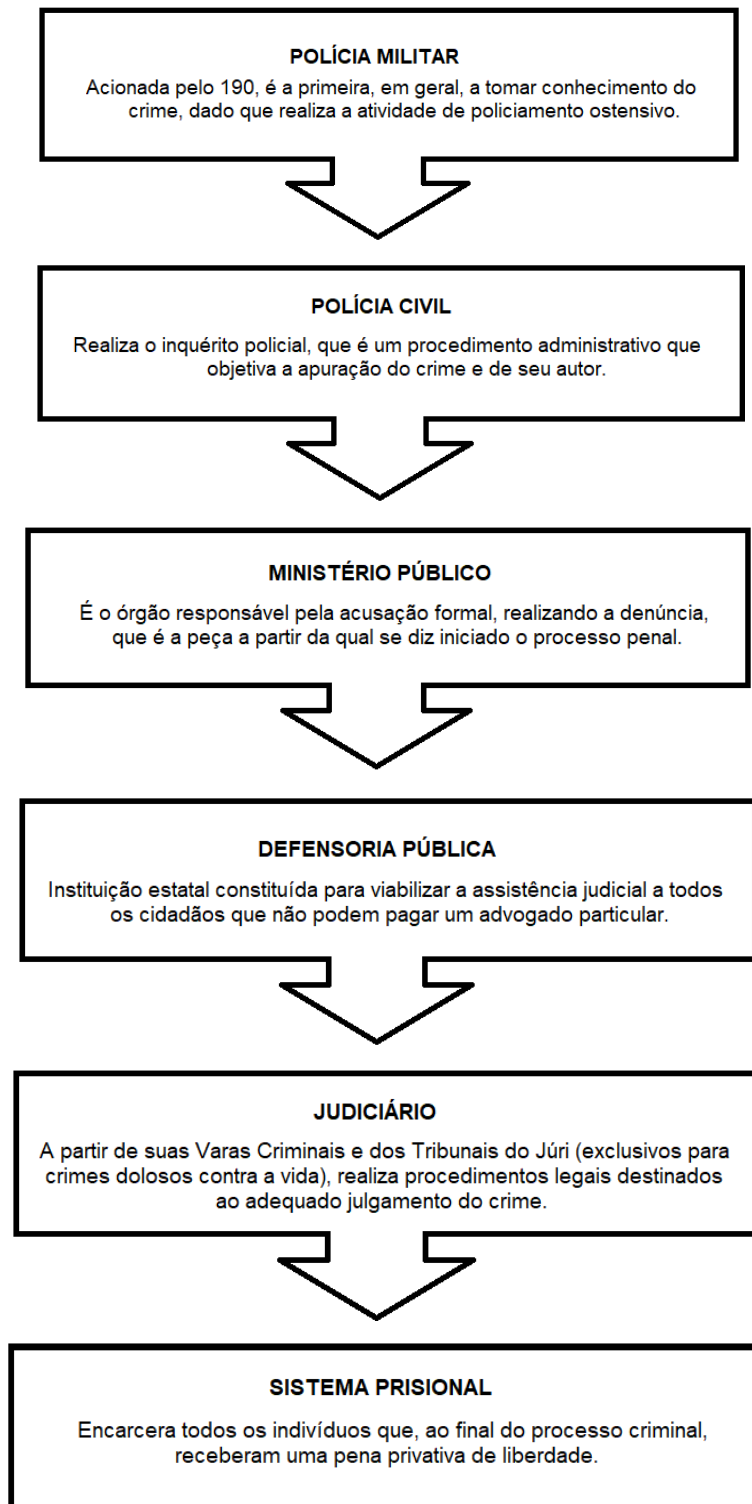 POLÍCIA MILITAR
Acionada pelo 190, é a primeira, em geral, a tomar conhecimento do
crime, dado que realiza a atividade de policiamento ostensivo.
POLÍCIA CIVIL
Realiza o inquérito policial, que é um procedimento administrativo que
objetiva a apuração do crime e de seu autor.
MINISTÉRIO PÚBLICO
É o órgão responsável pela acusação formal, realizando a denúncia,
que é a peça a partir da qual se diz iniciado o processo penal.
DEFENSORIA PÚBLICA
Instituição estatal constituída para viabilizar a assistência judicial a todos
os cidadãos que não podem pagar um advogado particular.
JUDICIÁRIO
A partir de suas Varas Criminais e dos Tribunais do Júri (exclusivos para
crimes dolosos contra a vida), realiza procedimentos legais destinados
ao adequado julgamento do crime.
SISTEMA PRISIONAL
Encarcera todos os indivíduos que, ao final do processo criminal,
receberam uma pena privativa de liberdade.